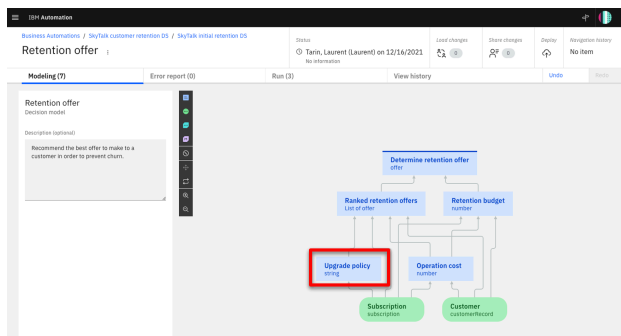 IBM Automation
Business Automations / SkyTalk customer retention DS / SkyTalk initial retention DS
Retention offer
Status
Tarin, Laurent (Laurent) on 12/16/2021
No information
Load changes
0
Share changes
0
Deploy
Navigation history
No item
Modeling (7)
Error report (0)
Run (3)
View history
Undo
Redo
Retention offer
Decision model
Description (optional)
Recommend the best offer to make to a
customer in order to prevent churn.
Determine retention offer
offer
Ranked retention offers
List of offer
Retention budget
number
Upgrade policy
string
Operation cost
number
Subscription
subscription
Customer
customerRecord